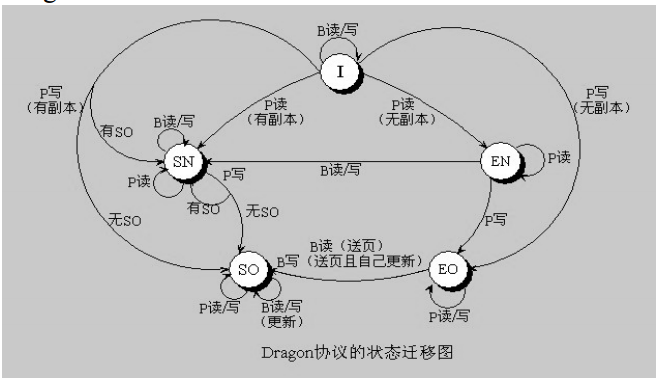 B读/写
I
P写
(有副本)
P读
(有副本)
P读
(无副本)
P写
(无副本)
有SO
B读/写
SN
P读
P写
有SO
无SO
B读/写
EN
P读
P写
无SO
B读（送页）
B写（送页且自己更新）
SO
EO
P读/写
B读/写
(更新)
P读/写
Dragon协议的状态迁移图